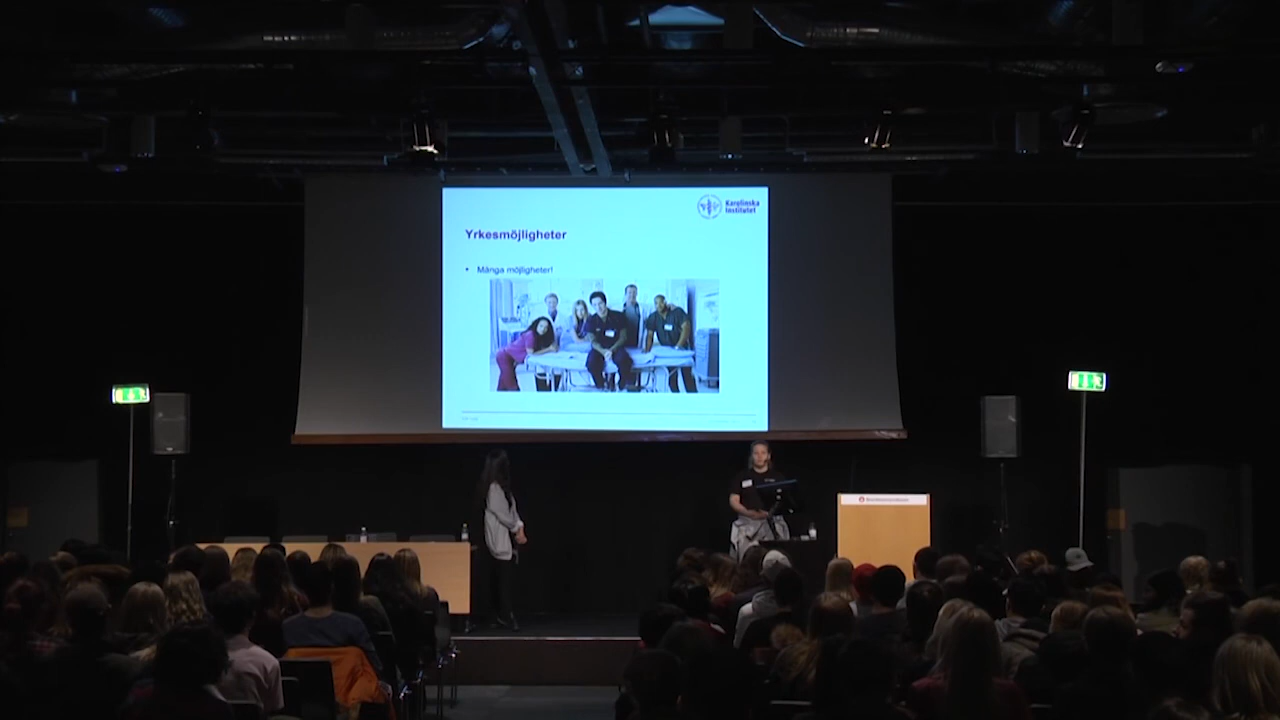 Karolinska
Institutet
Yrkesmöjligheter
• Många möjligheter!